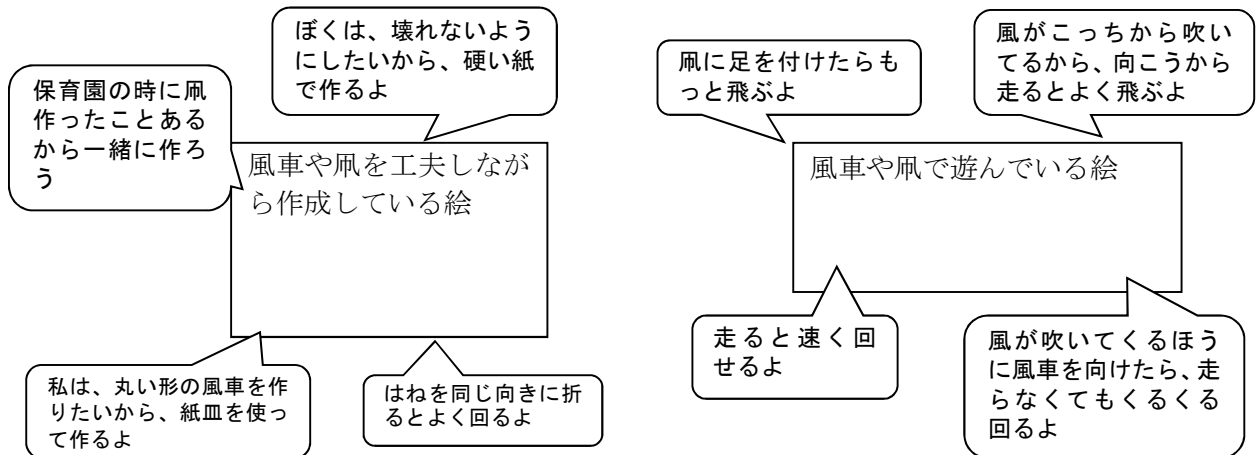 ぼくは、壊れないよう
にしたいから、硬い紙
で作るよ
保育園の時に凧
作ったことある
から一緒に作ろ
う
風車や凧を工夫しなが
ら作成している絵
私は、丸い形の風車を作
りたいから、紙皿を使っ
て作るよ
はねを同じ向きに折
るとよく回るよ
凧に足を付けたらも
っと飛ぶよ
風がこっちから吹い
てるから、向こうから
走るとよく飛ぶよ
風車や凧で遊んでいる絵
走ると速く回
せるよ
風が吹いてくるほう
に風車を向けたら、走
らなくてもくるくる
回るよ